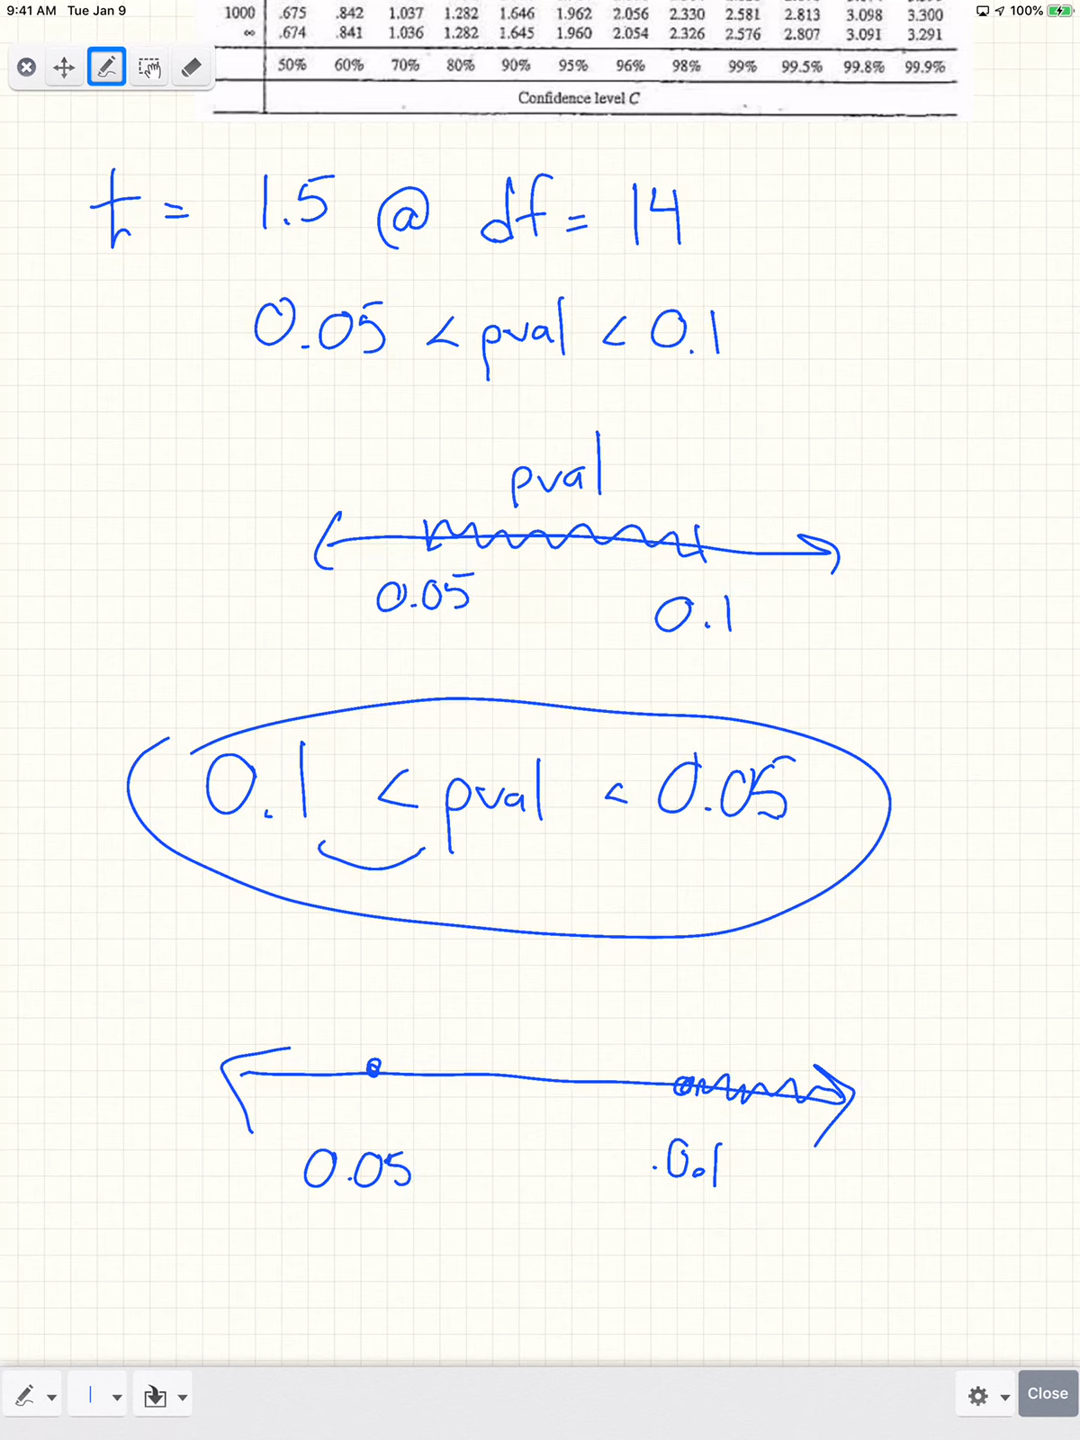 9:41 AM Tue Jan 9
100%
1000 .675 .842 1.037 1.282 1.646 1.962 2.056 2.330 2.581 2.813 3.098 3.300
∞ .674 .841 1.036 1.282 1.645 1.960 2.054 2.326 2.576 2.807 3.091 3.291
50% 60% 70% 80% 90% 95% 96% 98% 99% 99.5% 99.8% 99.9%
Confidence level C
t = 1.5 @ df = 14
0.05 < pval < 0.1
pval
0.05 0.1
0.1 < pval < 0.05
0.05 .0.1
Close